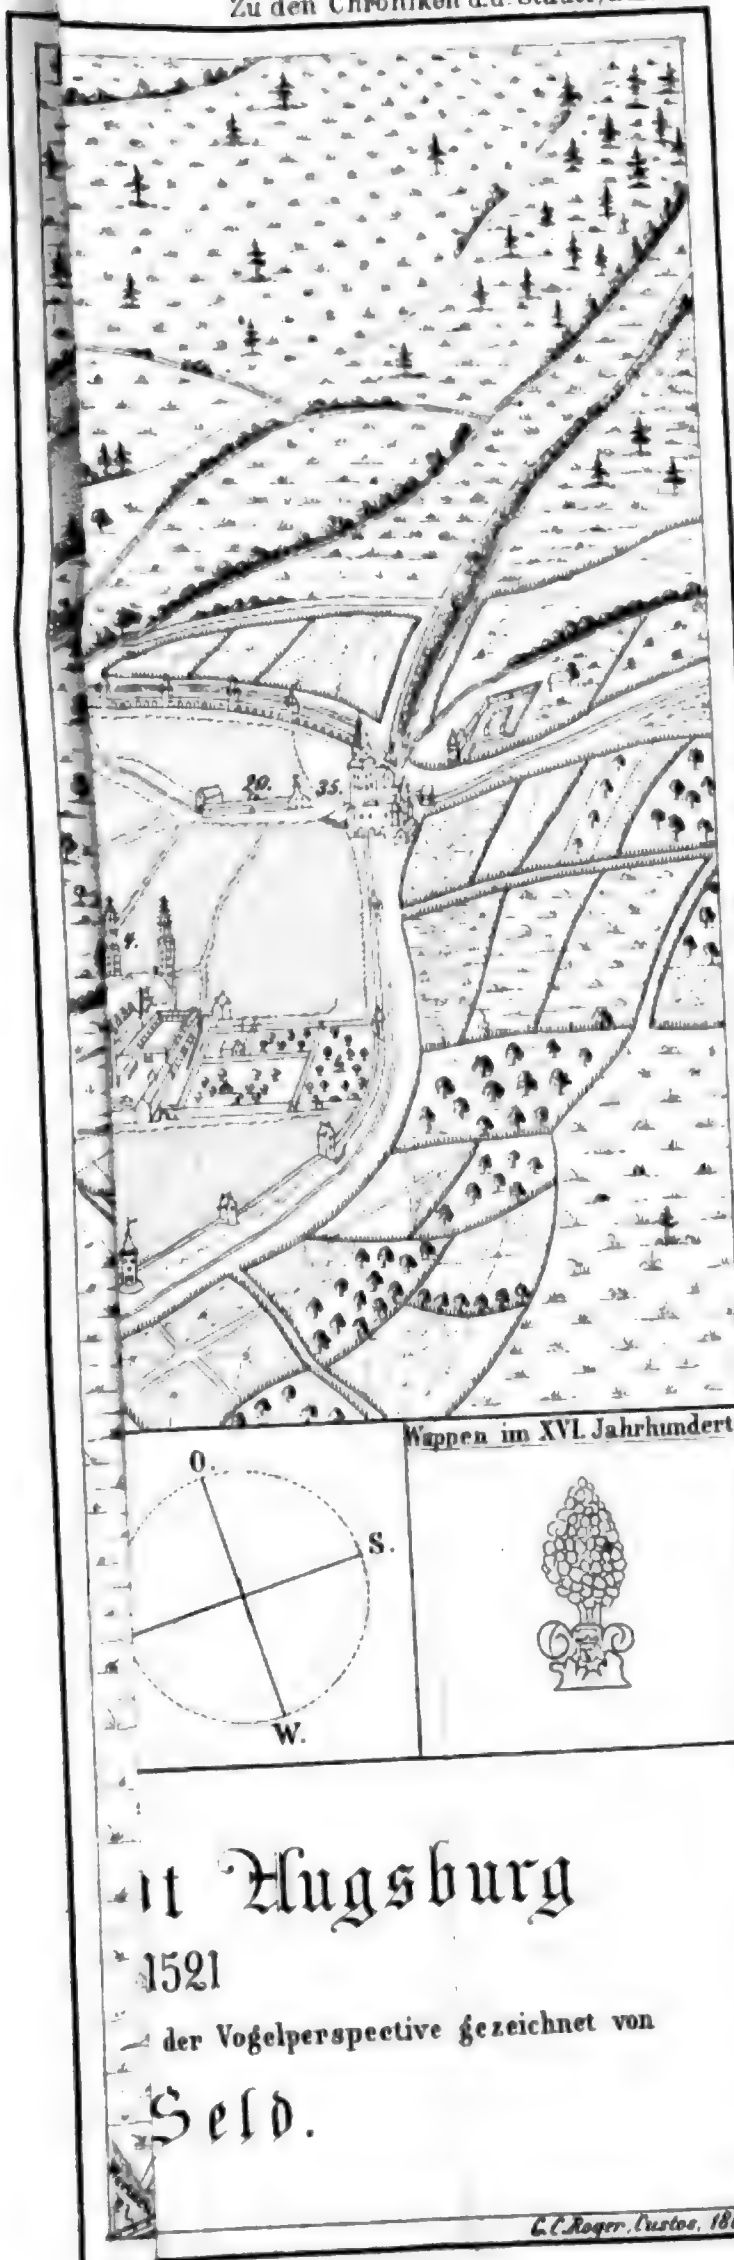 Zu den Chroniken d.d. Städte,
20. 35.
4.
Wappen im XVI. Jahrhundert
O.
S.
W.
t Augsburg
1521
der Vogelperspective gezeichnet von
Seld.
C. C. Roger, Custos, 18